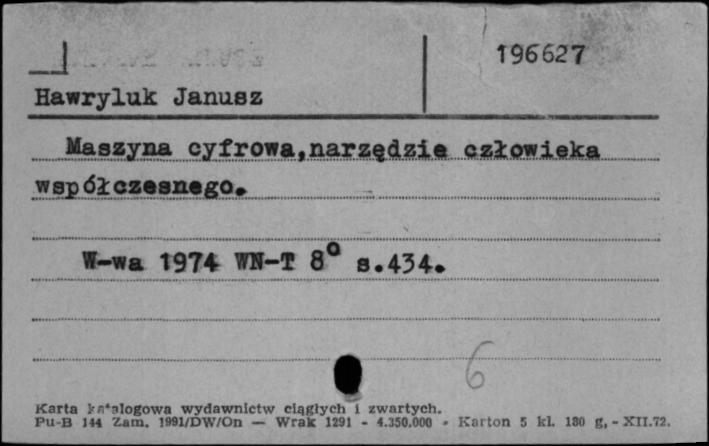 196627
Hawryluk Janusz
Maszyna cyfrowa,narzędzie człowieka
współczesnego.
W-wa 1974 WN-T 8° s.434.
6
Karta katalogowa wydawnictw ciągłych i zwartych.
Pu-B 144 Zam. 1991/DW/On — Wrak 1291 - 4.350.000 - Karton 5 kl. 180 g, - XII.72.